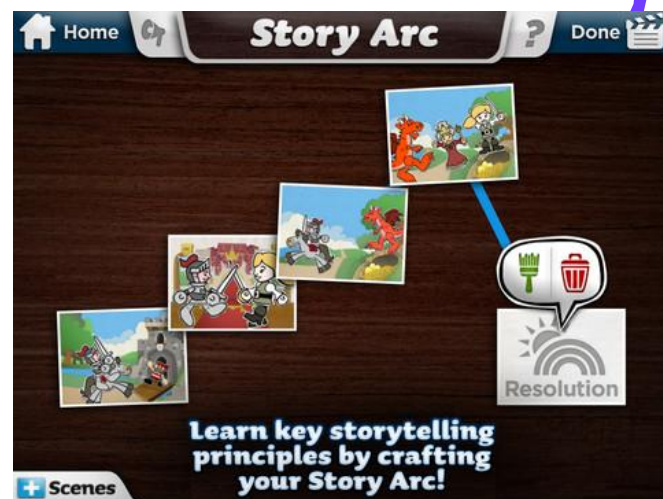 Home
Story Arc
?
Done
Resolution
Learn key storytelling
principles by crafting
your Story Arc!
+ Scenes